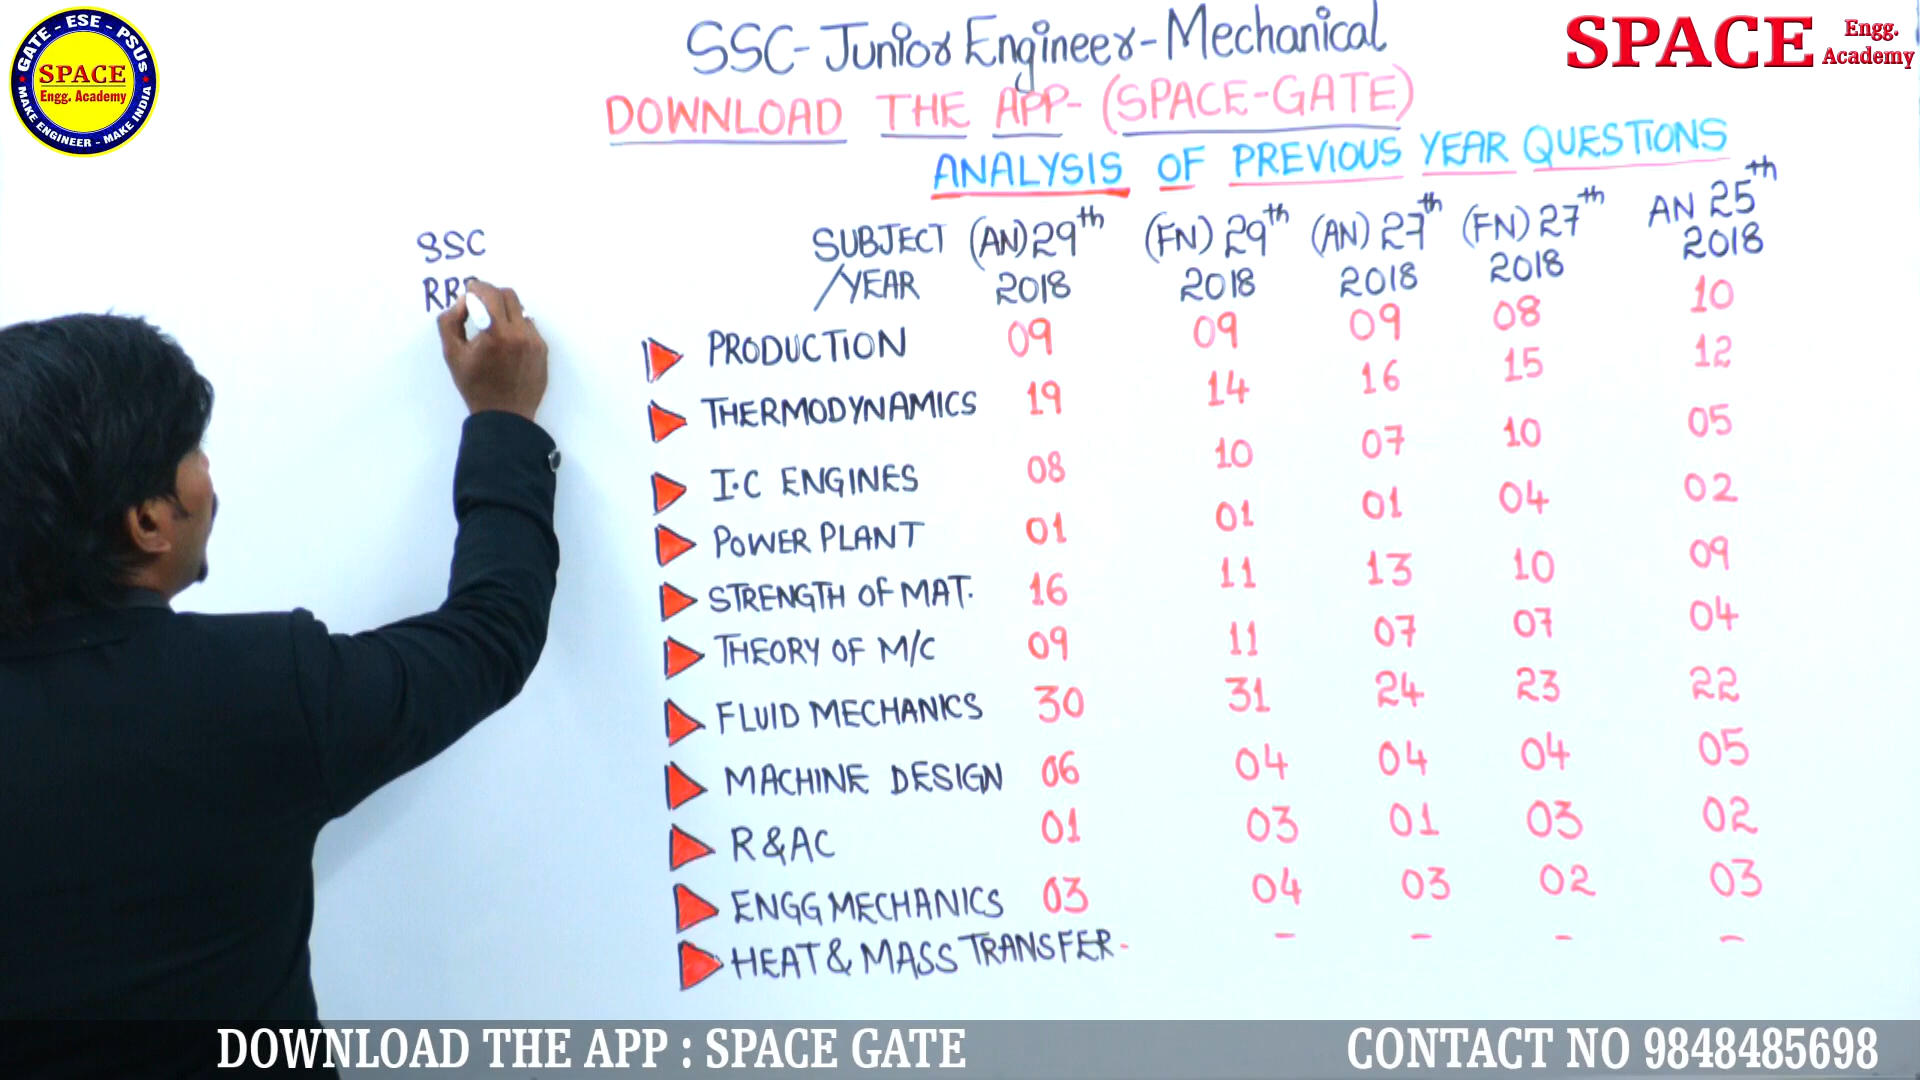 GATE - ESE - PSUs
SPACE
Engg. Academy
MAKE ENGINEER - MAKE INDIA
SPACE Engg. Academy
SSC-Junior Engineer-Mechanical
DOWNLOAD THE APP- (SPACE-GATE)
ANALYSIS OF PREVIOUS YEAR QUESTIONS
SSC
SUBJECT /YEAR (AN) 29th 2018 (FN) 29th 2018 (AN) 27th 2018 (FN) 27th 2018 AN 25th 2018
PRODUCTION 09 09 09 08 10
THERMODYNAMICS 19 14 16 15 12
I.C ENGINES 08 10 07 10 05
POWER PLANT 01 01 01 04 02
STRENGTH OF MAT. 16 11 13 10 09
THEORY OF M/C 09 11 07 07 04
FLUID MECHANICS 30 31 24 23 22
MACHINE DESIGN 06 04 04 04 05
R&AC 01 03 01 03 02
ENGG MECHANICS 03 04 03 02 03
HEAT & MASS TRANSFER - - - - -
DOWNLOAD THE APP : SPACE GATE
CONTACT NO 9848485698